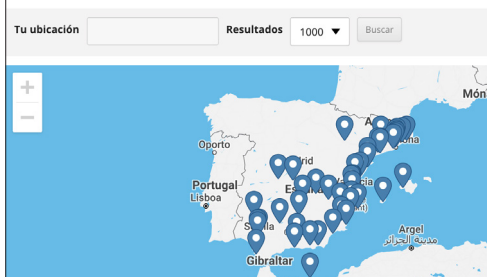 Tu ubicación
Resultados 1000 Buscar
Món
Oporto
Portugal
Lisboa
Argel
مدينة الجزائر
Gibraltar